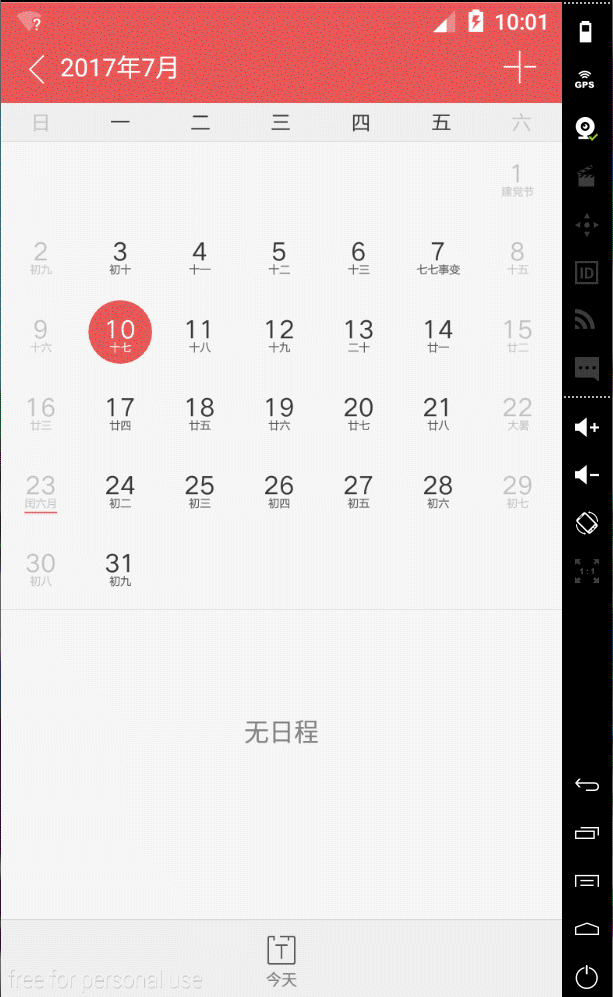 ? 10:01
2017年7月
日 一 二 三 四 五 六
1
建党节
2 3 4 5 6 7 8
初九 初十 十一 十二 十三 七七事变 十五
9 10 11 12 13 14 15
十六 十七 十八 十九 二十 廿一 廿二
16 17 18 19 20 21 22
廿三 廿四 廿五 廿六 廿七 廿八 大暑
23 24 25 26 27 28 29
闰六月 初二 初三 初四 初五 初六 初七
30 31
初八 初九
无日程
T
今天
free for personal use
GPS
ID
1:1